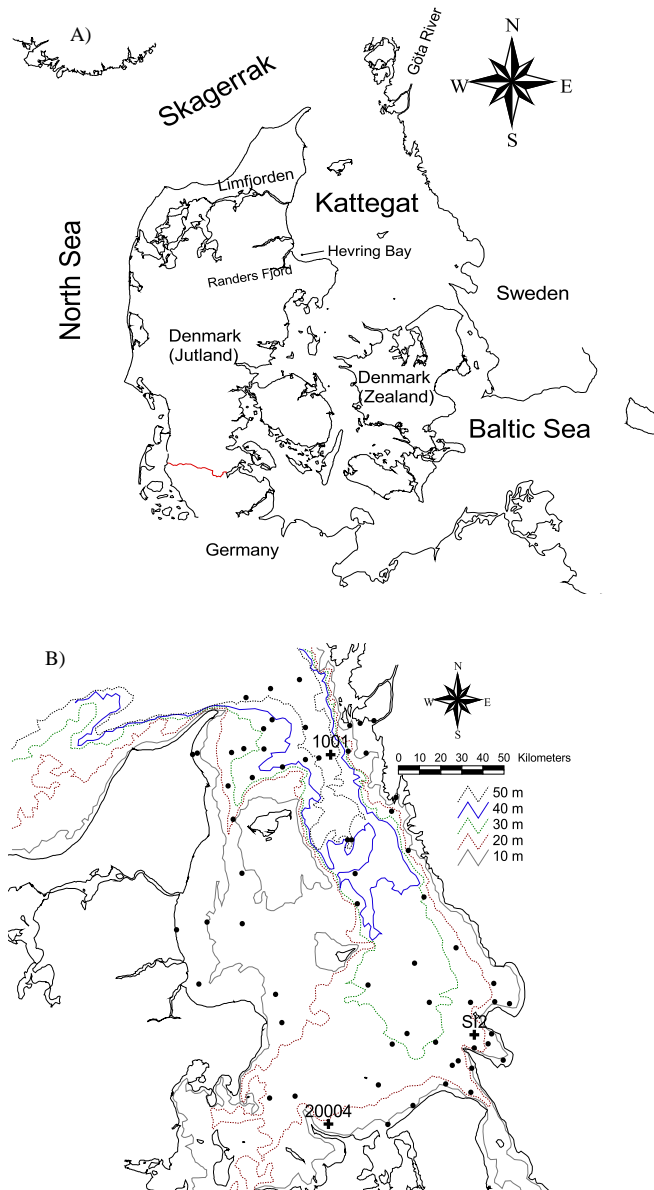 A)
Göta River
N
W
E
S
Skagerrak
Limfjorden
Kattegat
North Sea
Hevring Bay
Randers Fjord
Sweden
Denmark
(Jutland)
Denmark
(Zealand)
Baltic Sea
Germany
B)
N
W
E
S
1001
0 10 20 30 40 50 Kilometers
50 m
40 m
30 m
20 m
10 m
Sf2
20004